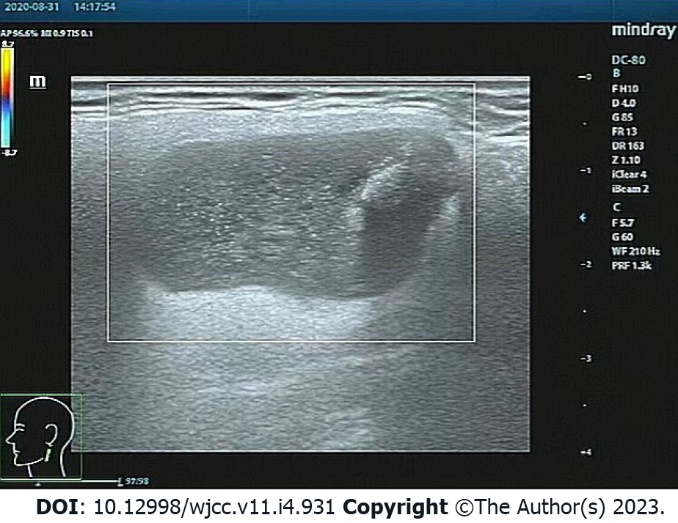 2020-08-31 14:17:54
AP 96.6% MI 0.9 TIS 0.1
mindray
8.7
-8.7
m
DC-80
B
F H10
D 4.0
G 85
FR 13
DR 163
Z 1.10
iClear 4
iBeam 2
C
F 5.7
G 60
WF 210 Hz
PRF 1.3k
0
-1
-2
-3
-4
97/98
DOI: 10.12998/wjcc.v11.i4.931 Copyright ©The Author(s) 2023.